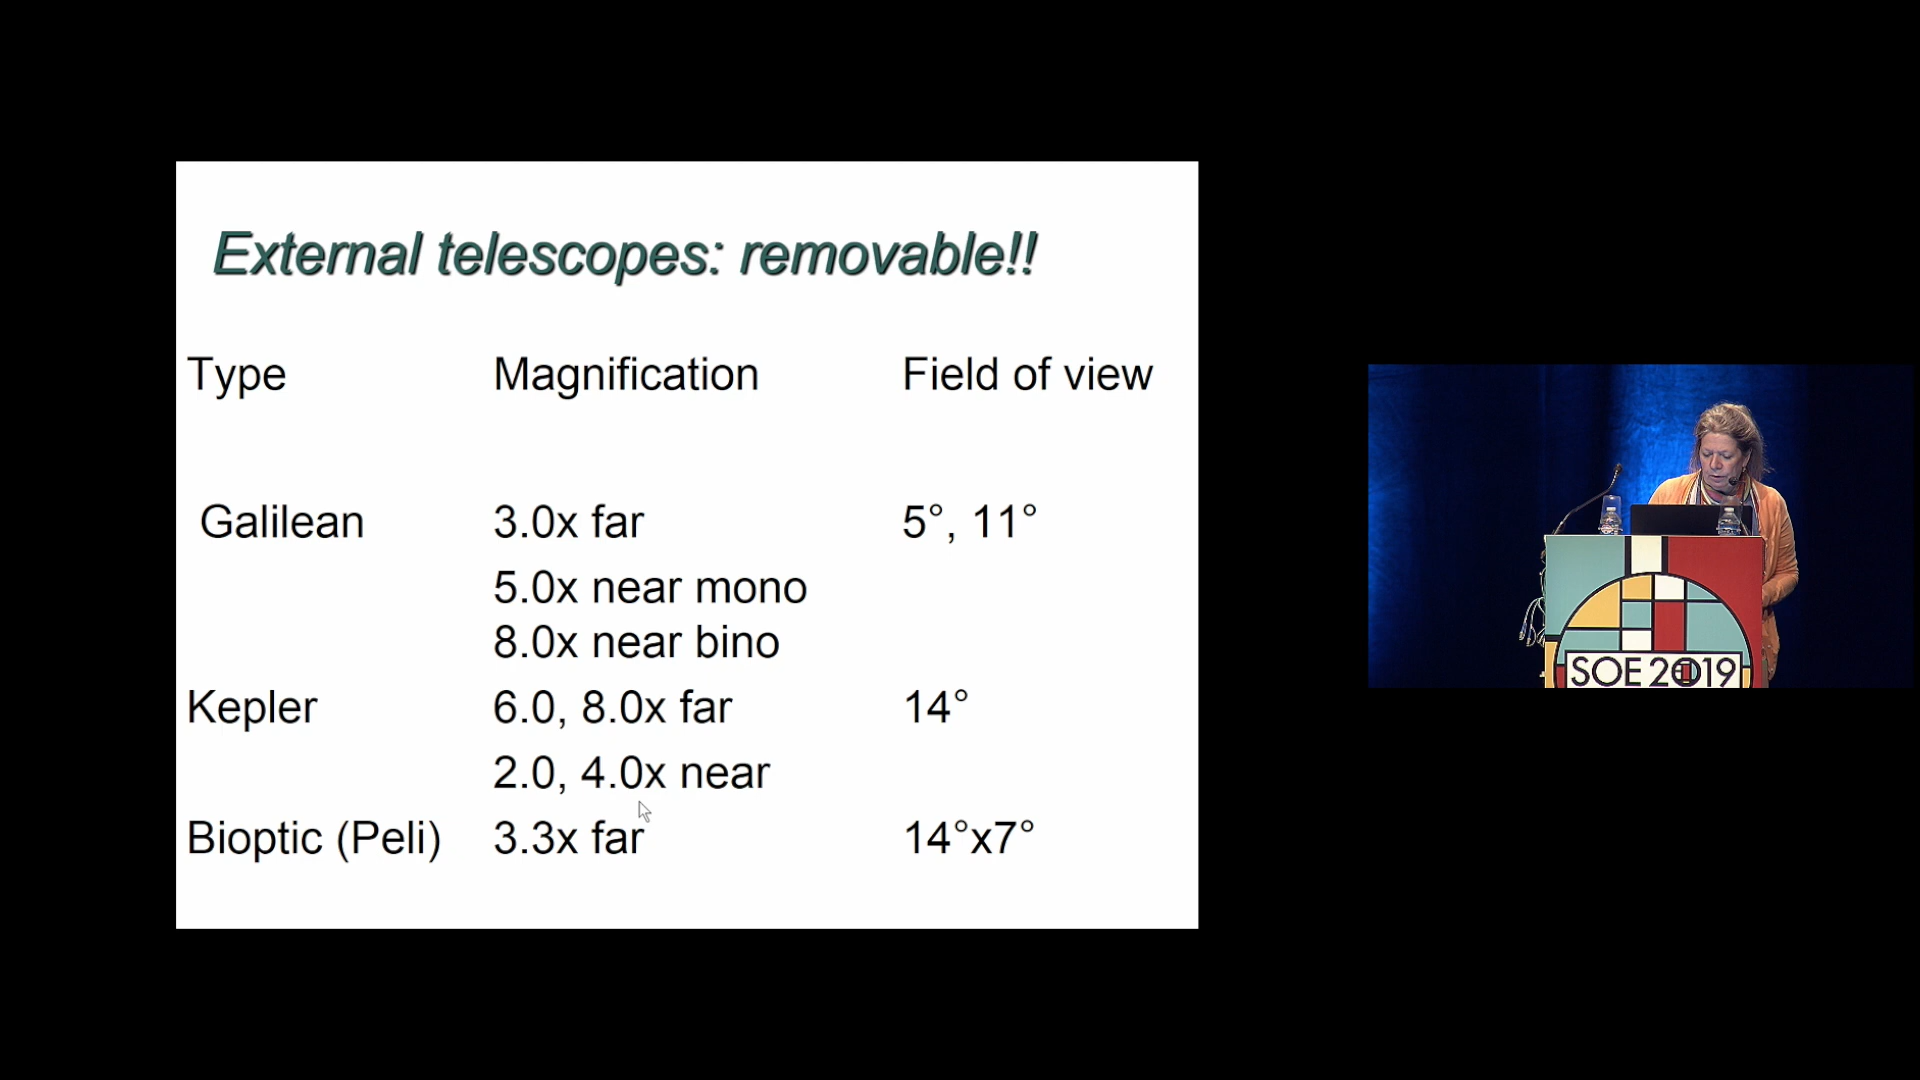 External telescopes: removable!!
Type Magnification Field of view
Galilean 3.0x far 5°, 11°
5.0x near mono
8.0x near bino
Kepler 6.0, 8.0x far 14°
2.0, 4.0x near
Bioptic (Peli) 3.3x far 14°x7°
SOE 2019